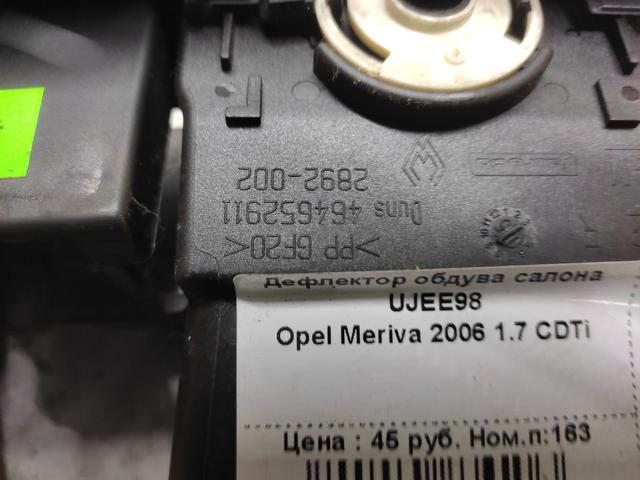 2892-002
Duns 464652911
>PP GF20<
Дефлектор обдува салона
UJEE98
Opel Meriva 2006 1.7 CDTi
Цена : 45 руб. Ном.п:163